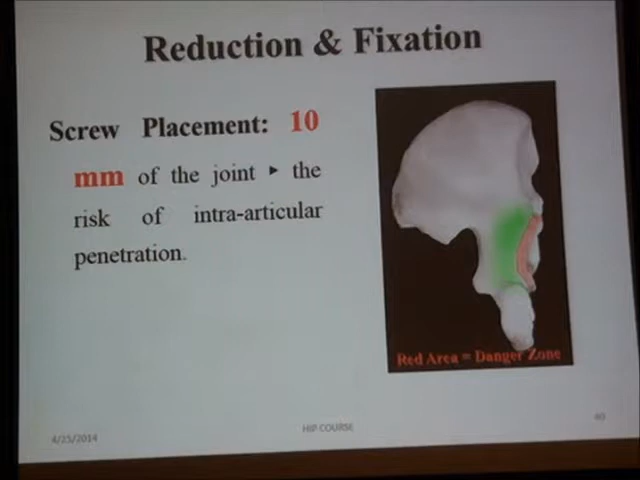 Reduction & Fixation
Screw Placement: 10
mm of the joint ► the
risk of intra-articular
penetration.
Red Area = Danger Zone
4/25/2014
HIP COURSE